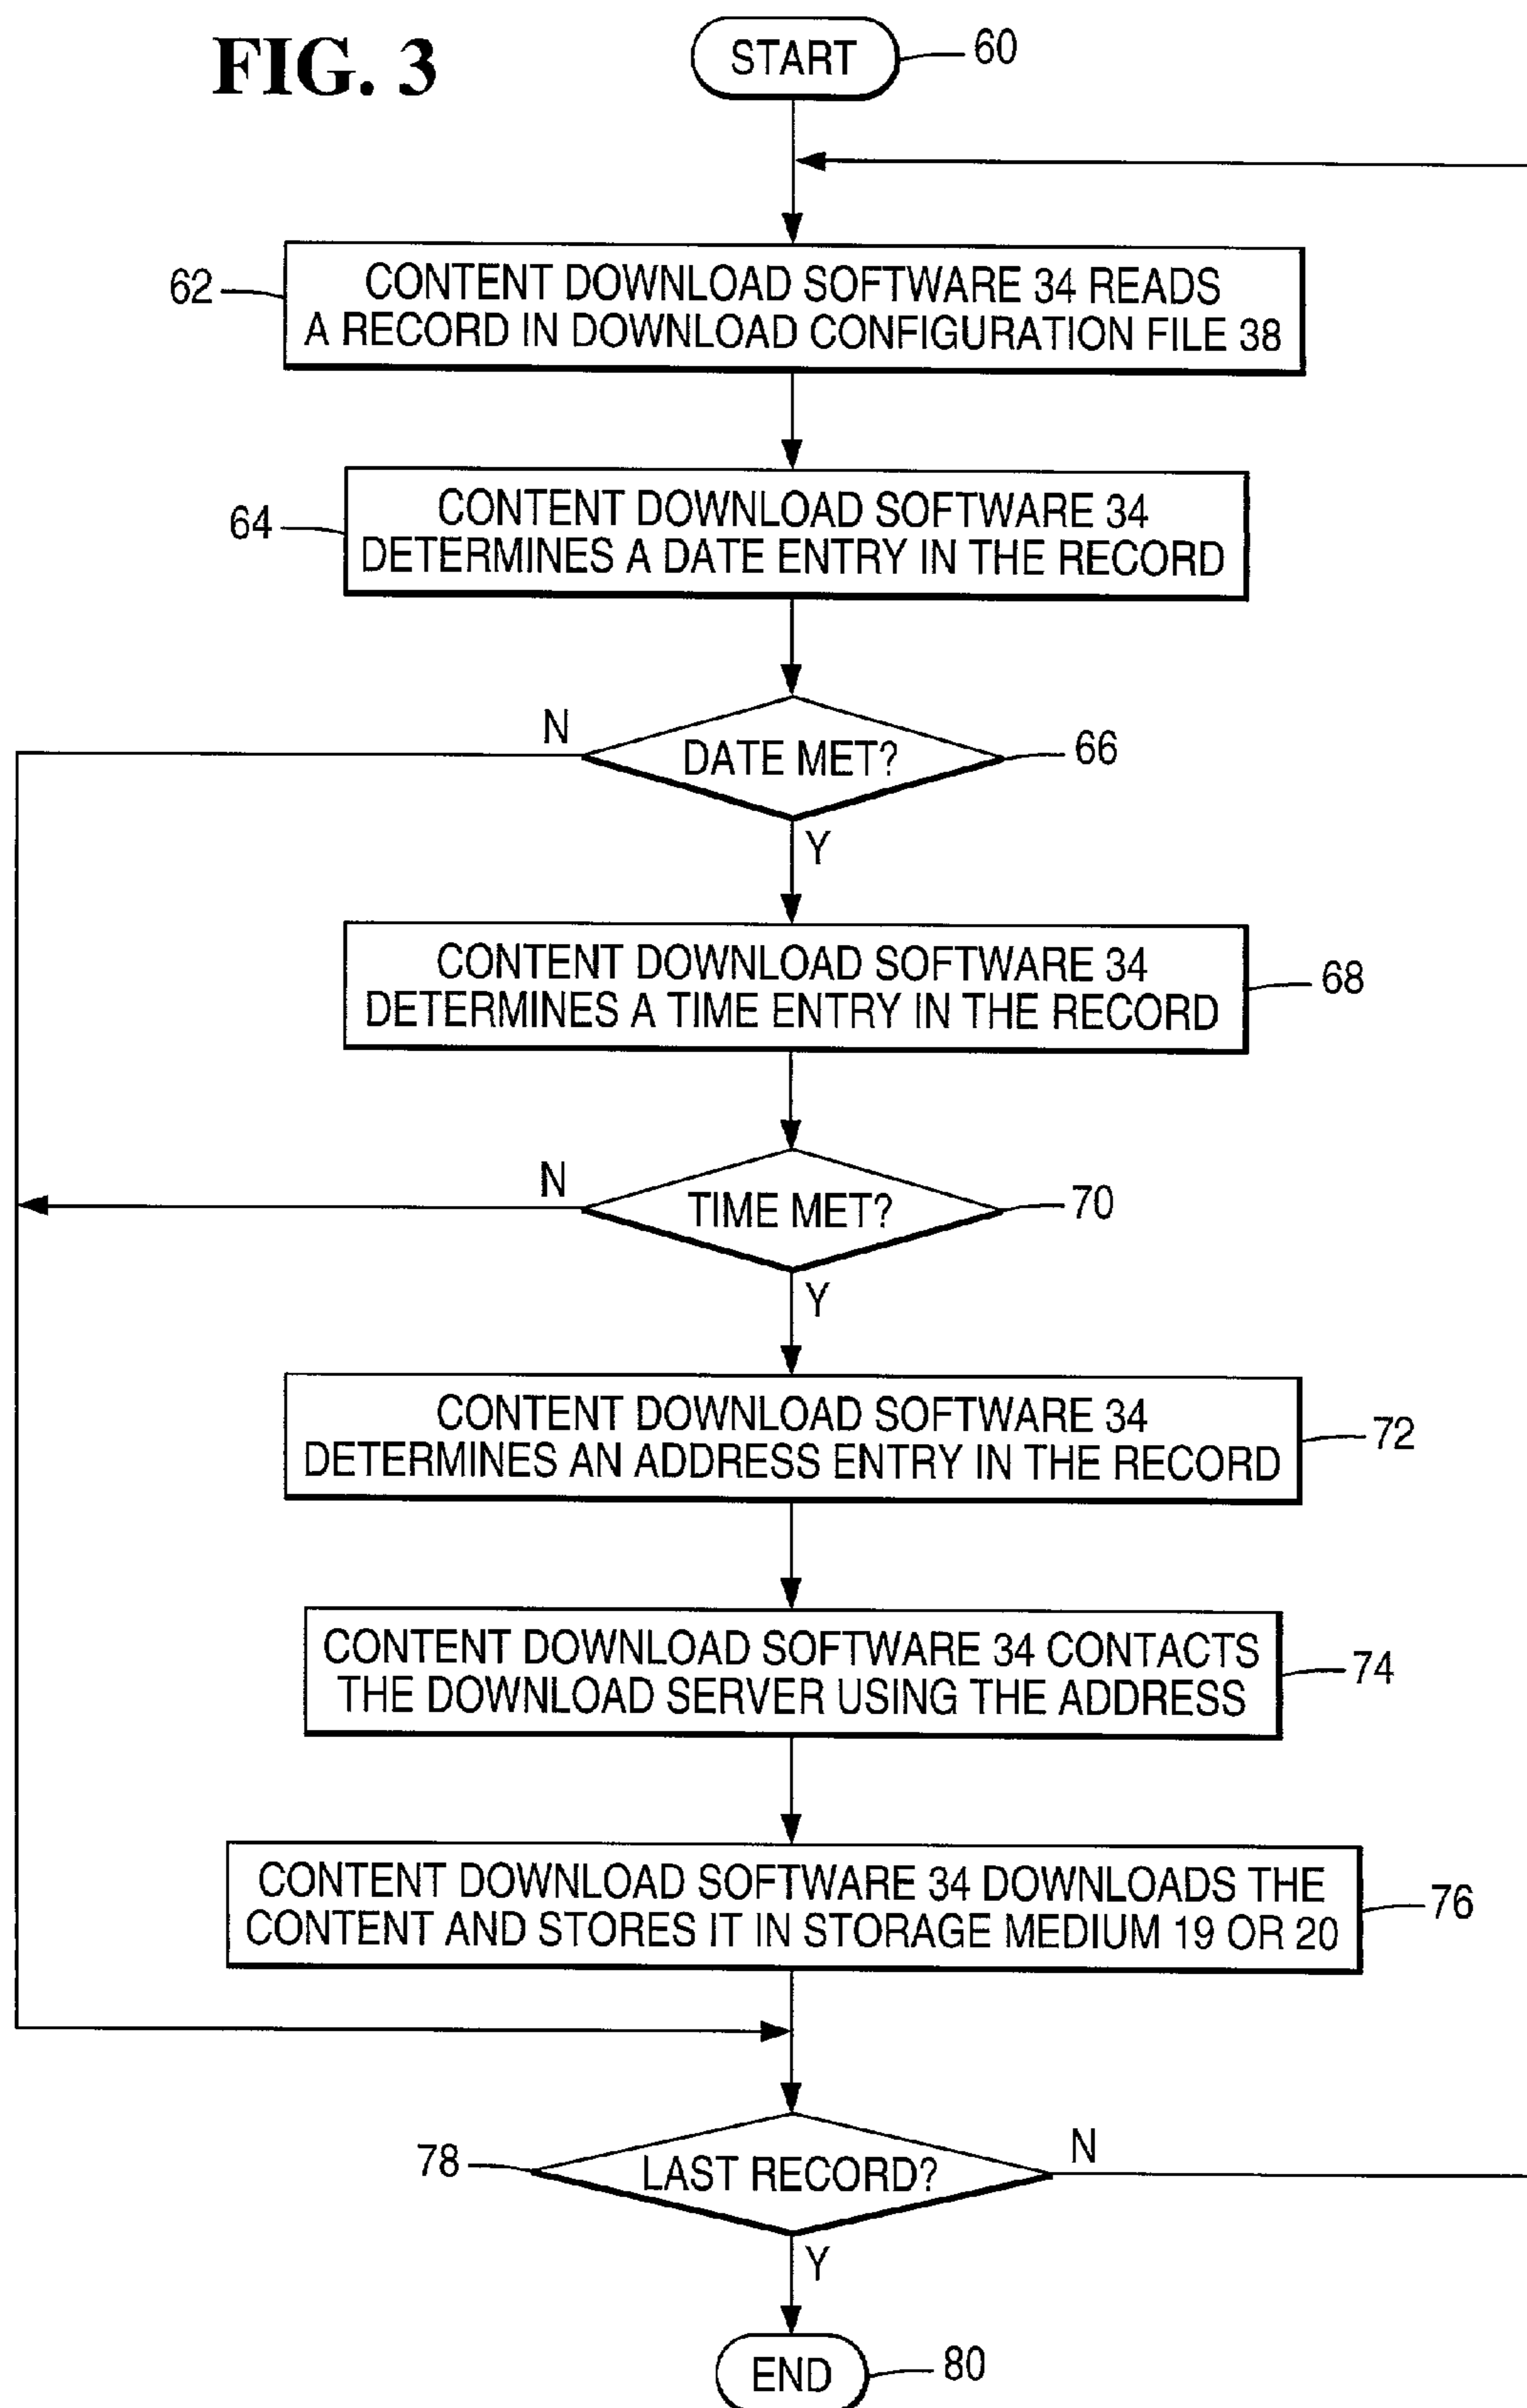 FIG. 3
START
60
62
CONTENT DOWNLOAD SOFTWARE 34 READS
A RECORD IN DOWNLOAD CONFIGURATION FILE 38
64
CONTENT DOWNLOAD SOFTWARE 34
DETERMINES A DATE ENTRY IN THE RECORD
N
DATE MET?
66
Y
CONTENT DOWNLOAD SOFTWARE 34
DETERMINES A TIME ENTRY IN THE RECORD
68
N
TIME MET?
70
Y
CONTENT DOWNLOAD SOFTWARE 34
DETERMINES AN ADDRESS ENTRY IN THE RECORD
72
CONTENT DOWNLOAD SOFTWARE 34 CONTACTS
THE DOWNLOAD SERVER USING THE ADDRESS
74
CONTENT DOWNLOAD SOFTWARE 34 DOWNLOADS THE
CONTENT AND STORES IT IN STORAGE MEDIUM 19 OR 20
76
78
LAST RECORD?
N
Y
END
80